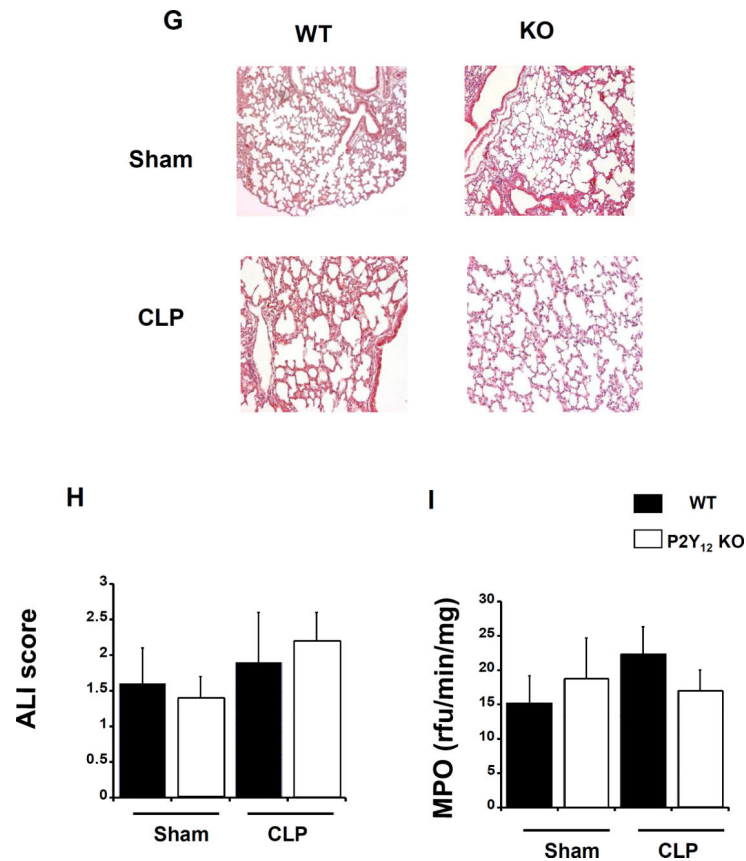 G
WT KO
Sham
CLP
H
I
WT
P2Y₁₂ KO
ALI score
3
2.5
2
1.5
1
0.5
0
Sham CLP
MPO (rfu/min/mg)
30
25
20
15
10
5
0
Sham CLP